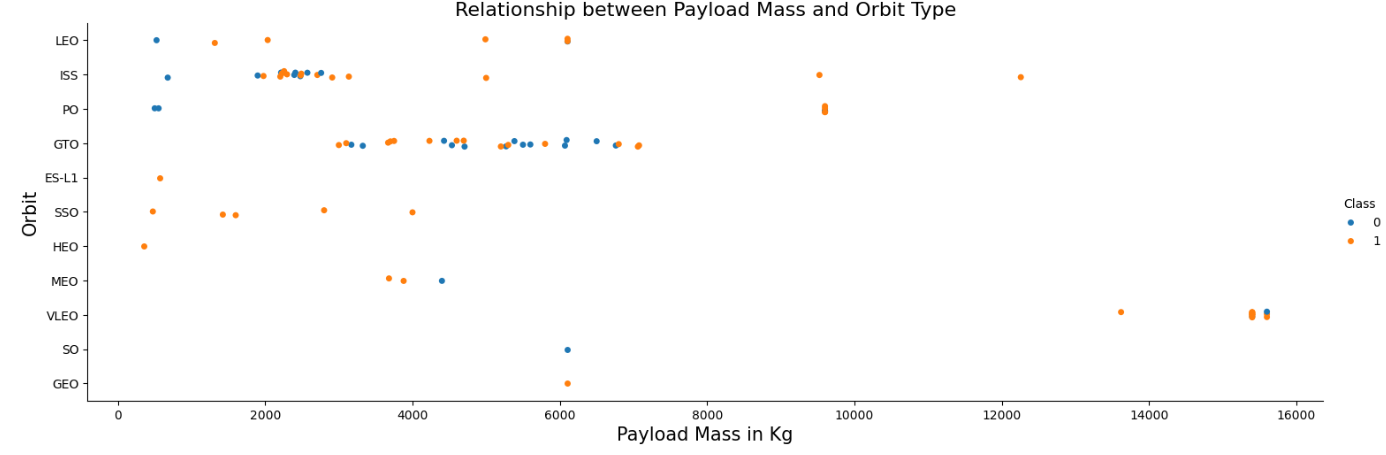 Relationship between Payload Mass and Orbit Type
LEO
ISS
PO
GTO
ES-L1
SSO
HEO
MEO
VLEO
SO
GEO
Orbit
0 2000 4000 6000 8000 10000 12000 14000 16000
Payload Mass in Kg
Class
0
1